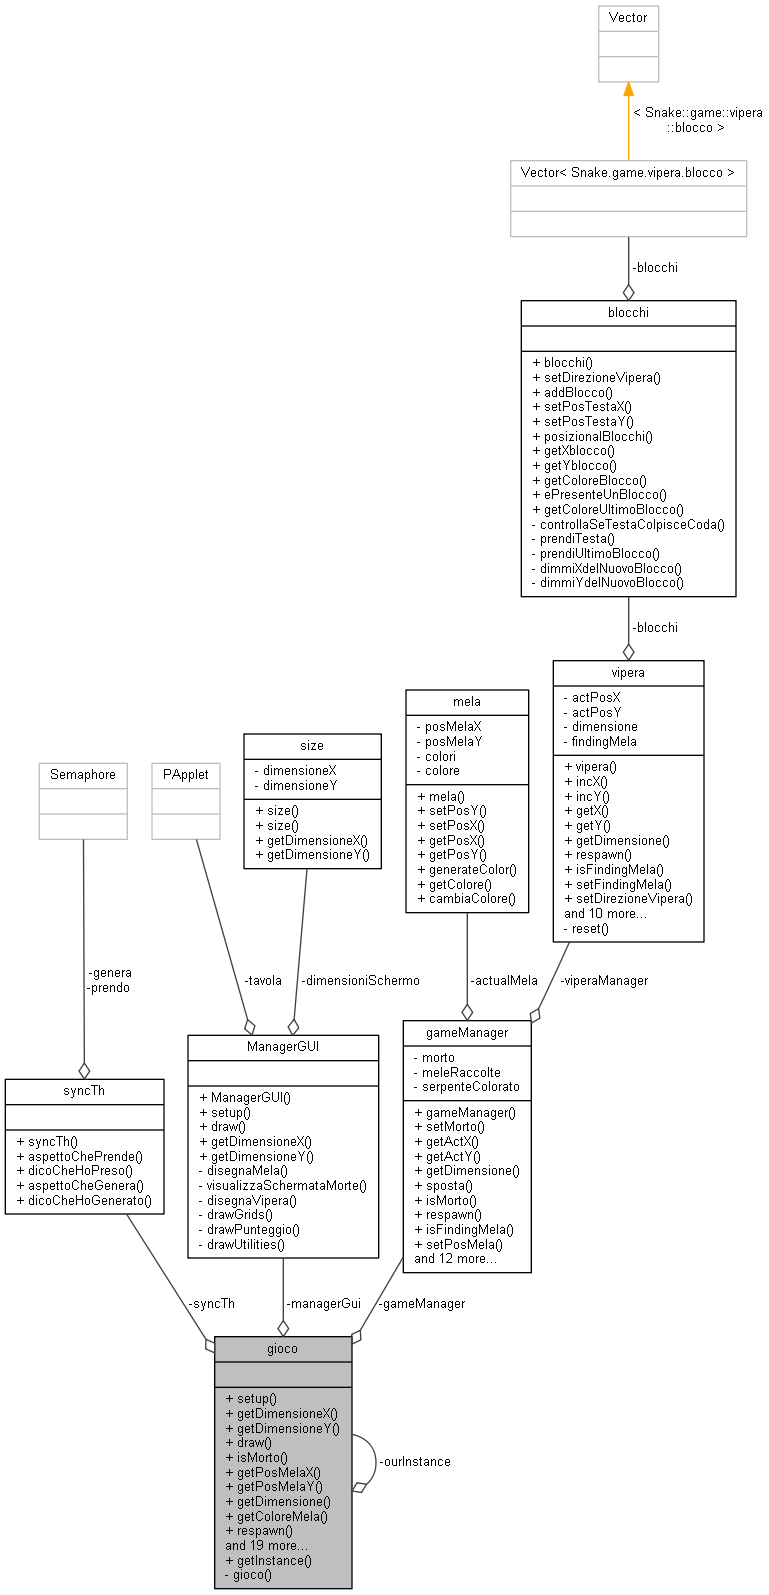 Vector
< Snake::game::vipera
::blocco >
Vector< Snake.game.vipera.blocco >
-blocchi
blocchi
+ blocchi()
+ setDirezioneVipera()
+ addBlocco()
+ setPosTestaX()
+ setPosTestaY()
+ posizionalBlocchi()
+ getXblocco()
+ getYblocco()
+ getColoreBlocco()
+ ePresenteUnBlocco()
+ getColoreUltimoBlocco()
- controllaSeTestaColpisceCoda()
- prendiTesta()
- prendiUltimoBlocco()
- dimmiXdelNuovoBlocco()
- dimmiYdelNuovoBlocco()
-blocchi
vipera
- actPosX
- actPosY
- dimensione
- findingMela
+ vipera()
+ incX()
+ incY()
+ getX()
+ getY()
+ getDimensione()
+ respawn()
+ isFindingMela()
+ setFindingMela()
+ setDirezioneVipera()
and 10 more...
- reset()
mela
- posMelaX
- posMelaY
- colori
- colore
+ mela()
+ setPosY()
+ setPosX()
+ getPosX()
+ getPosY()
+ generateColor()
+ getColore()
+ cambiaColore()
size
- dimensioneX
- dimensioneY
+ size()
+ size()
+ getDimensioneX()
+ getDimensioneY()
PApplet
Semaphore
-genera
-prendo
-tavola
-dimensioniSchermo
-actualMela
-viperaManager
syncTh
+ syncTh()
+ aspettoChePrende()
+ dicoCheHoPreso()
+ aspettoCheGenera()
+ dicoCheHoGenerato()
ManagerGUI
+ ManagerGUI()
+ setup()
+ draw()
+ getDimensioneX()
+ getDimensioneY()
- disegnaMela()
- visualizzaSchermataMorte()
- disegnaVipera()
- drawGrids()
- drawPunteggio()
- drawUtilities()
gameManager
- morto
- meleRaccolte
- serpenteColorato
+ gameManager()
+ setMorto()
+ getActX()
+ getActY()
+ getDimensione()
+ sposta()
+ isMorto()
+ respawn()
+ isFindingMela()
+ setPosMela()
and 12 more...
-syncTh
-managerGui
-gameManager
gioco
+ setup()
+ getDimensioneX()
+ getDimensioneY()
+ draw()
+ isMorto()
+ getPosMelaX()
+ getPosMelaY()
+ getDimensione()
+ getColoreMela()
+ respawn()
and 19 more...
+ getInstance()
- gioco()
-ourInstance